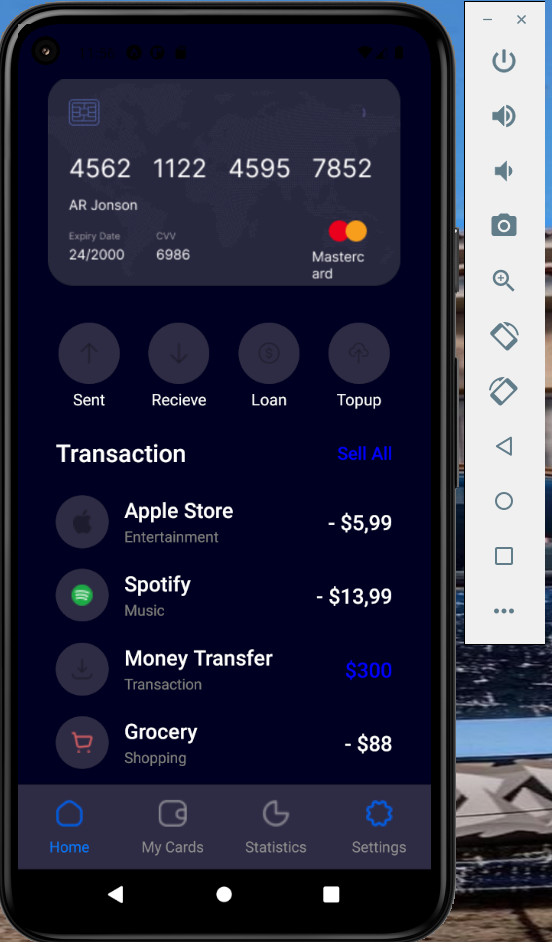 4562 1122 4595 7852
AR Jonson
Expiry Date CVV
24/2000 6986
Masterc
ard
Sent Recieve Loan Topup
Transaction Sell All
Apple Store
Entertainment
- $5,99
Spotify
Music
- $13,99
Money Transfer
Transaction
$300
Grocery
Shopping
- $88
Home My Cards Statistics Settings